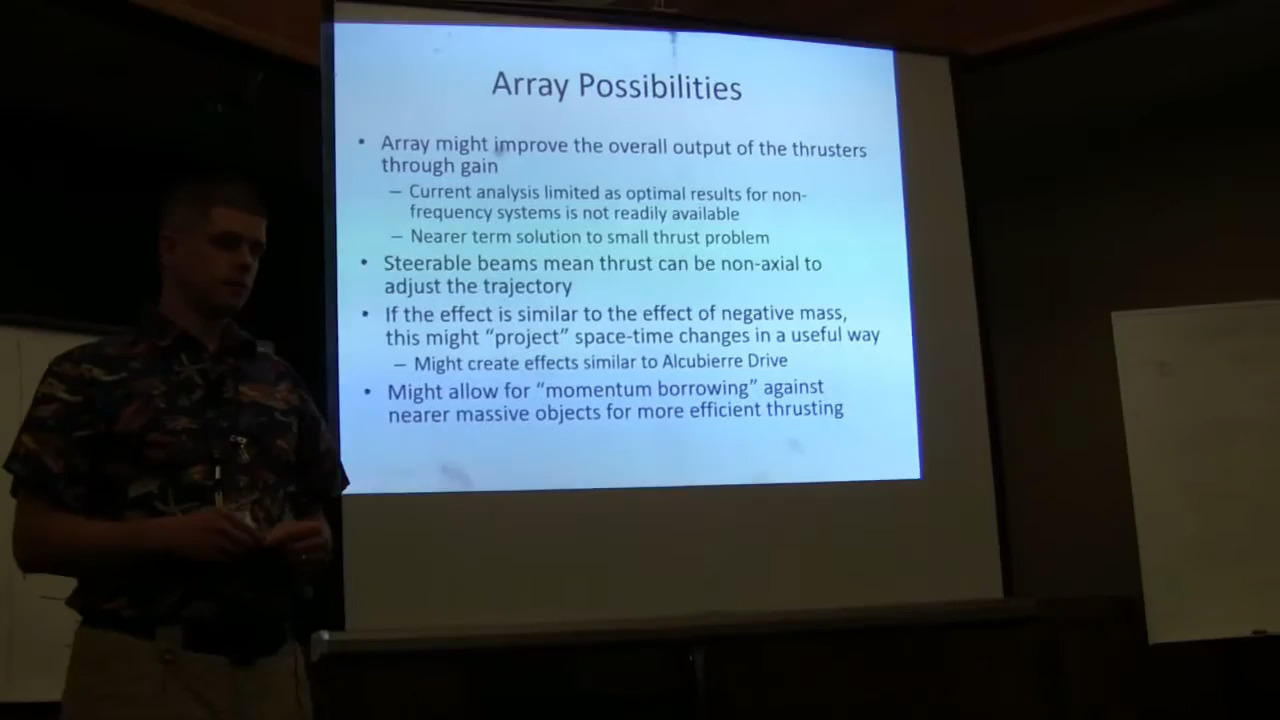 Array Possibilities
• Array might improve the overall output of the thrusters
through gain
– Current analysis limited as optimal results for non-
frequency systems is not readily available
– Nearer term solution to small thrust problem
• Steerable beams mean thrust can be non-axial to
adjust the trajectory
• If the effect is similar to the effect of negative mass,
this might “project” space-time changes in a useful way
– Might create effects similar to Alcubierre Drive
• Might allow for “momentum borrowing” against
nearer massive objects for more efficient thrusting